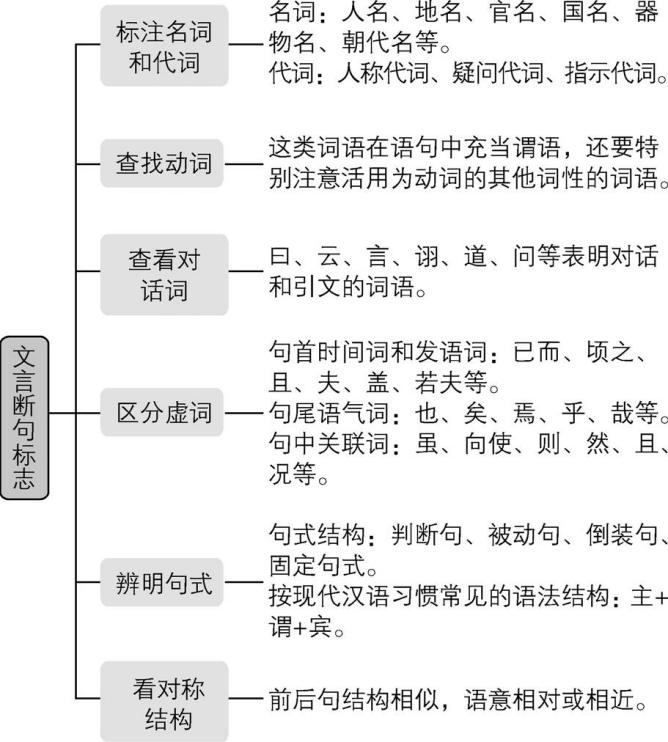 文言断句标志
标注名词
和代词
名词：人名、地名、官名、国名、器
物名、朝代名等。
代词：人称代词、疑问代词、指示代词。
查找动词
这类词语在语句中充当谓语，还要特
别注意活用为动词的其他词性的词语。
查看对
话词
曰、云、言、诩、道、问等表明对话
和引文的词语。
区分虚词
句首时间词和发语词：已而、顷之、
且、夫、盖、若夫等。
句尾语气词：也、矣、焉、乎、哉等。
句中关联词：虽、向使、则、然、且、
况等。
辨明句式
句式结构：判断句、被动句、倒装句、
固定句式。
按现代汉语习惯常见的语法结构：主+
谓+宾。
看对称
结构
前后句结构相似，语意相对或相近。